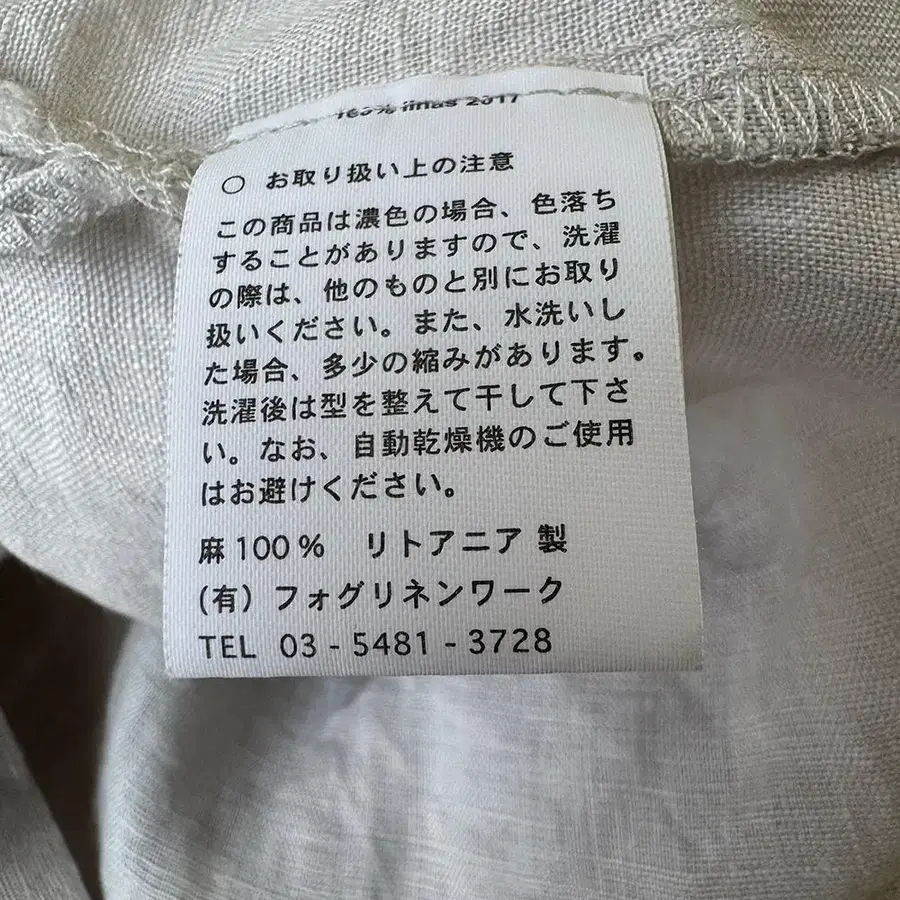 100% linas 2017
○ お取り扱い上の注意
この商品は濃色の場合、色落ち
することがありますので、洗濯
の際は、他のものと別にお取り
扱いください。また、水洗いし
た場合、多少の縮みがあります。
洗濯後は型を整えて干して下さ
い。なお、自動乾燥機のご使用
はお避けください。
麻100% リトアニア 製
(有) フォグリネンワーク
TEL 03 - 5481 - 3728